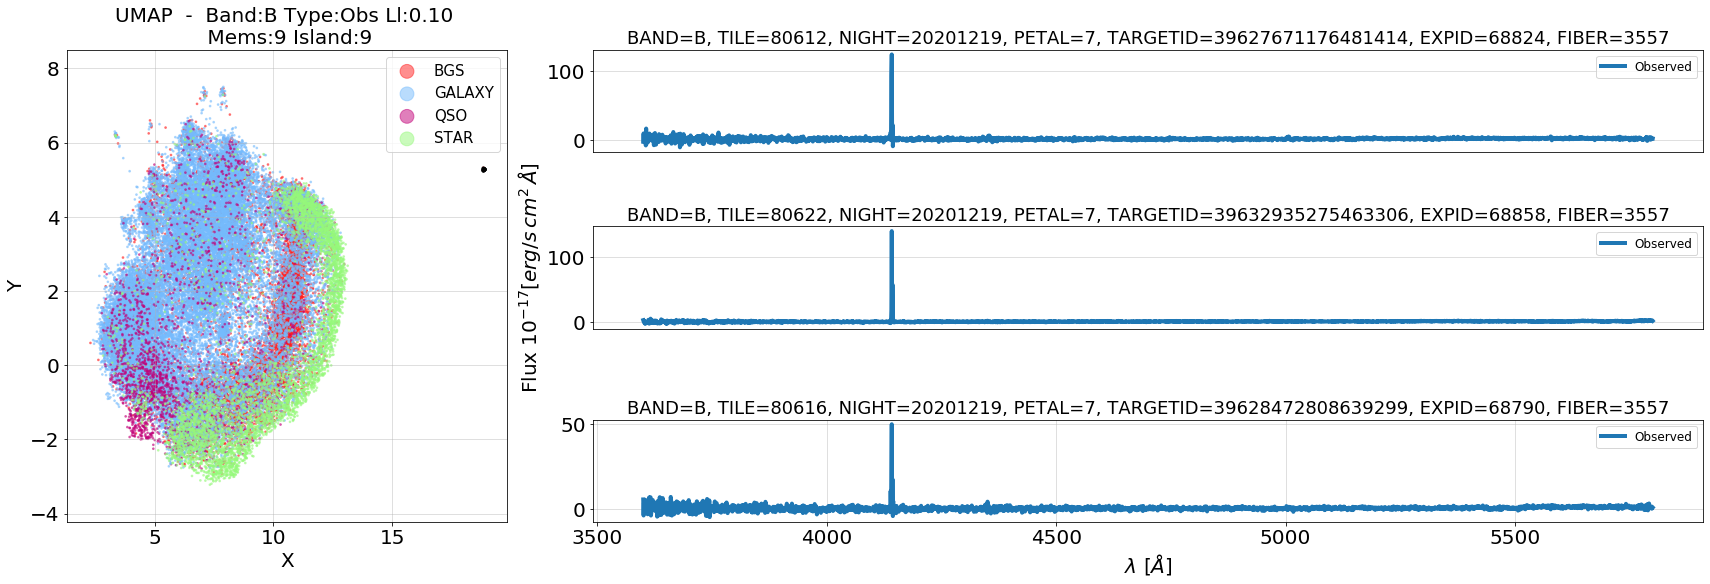 UMAP - Band:B Type:Obs Ll:0.10
Mems:9 Island:9
8
6
4
2
0
−2
−4
Y
5
10
15
X
BGS
GALAXY
QSO
STAR
Flux 10⁻¹⁷[erg/s cm² Å]
BAND=B, TILE=80612, NIGHT=20201219, PETAL=7, TARGETID=39627671176481414, EXPID=68824, FIBER=3557
100
0
Observed
BAND=B, TILE=80622, NIGHT=20201219, PETAL=7, TARGETID=39632935275463306, EXPID=68858, FIBER=3557
100
0
Observed
BAND=B, TILE=80616, NIGHT=20201219, PETAL=7, TARGETID=39628472808639299, EXPID=68790, FIBER=3557
50
0
Observed
3500
4000
4500
5000
5500
λ [Å]